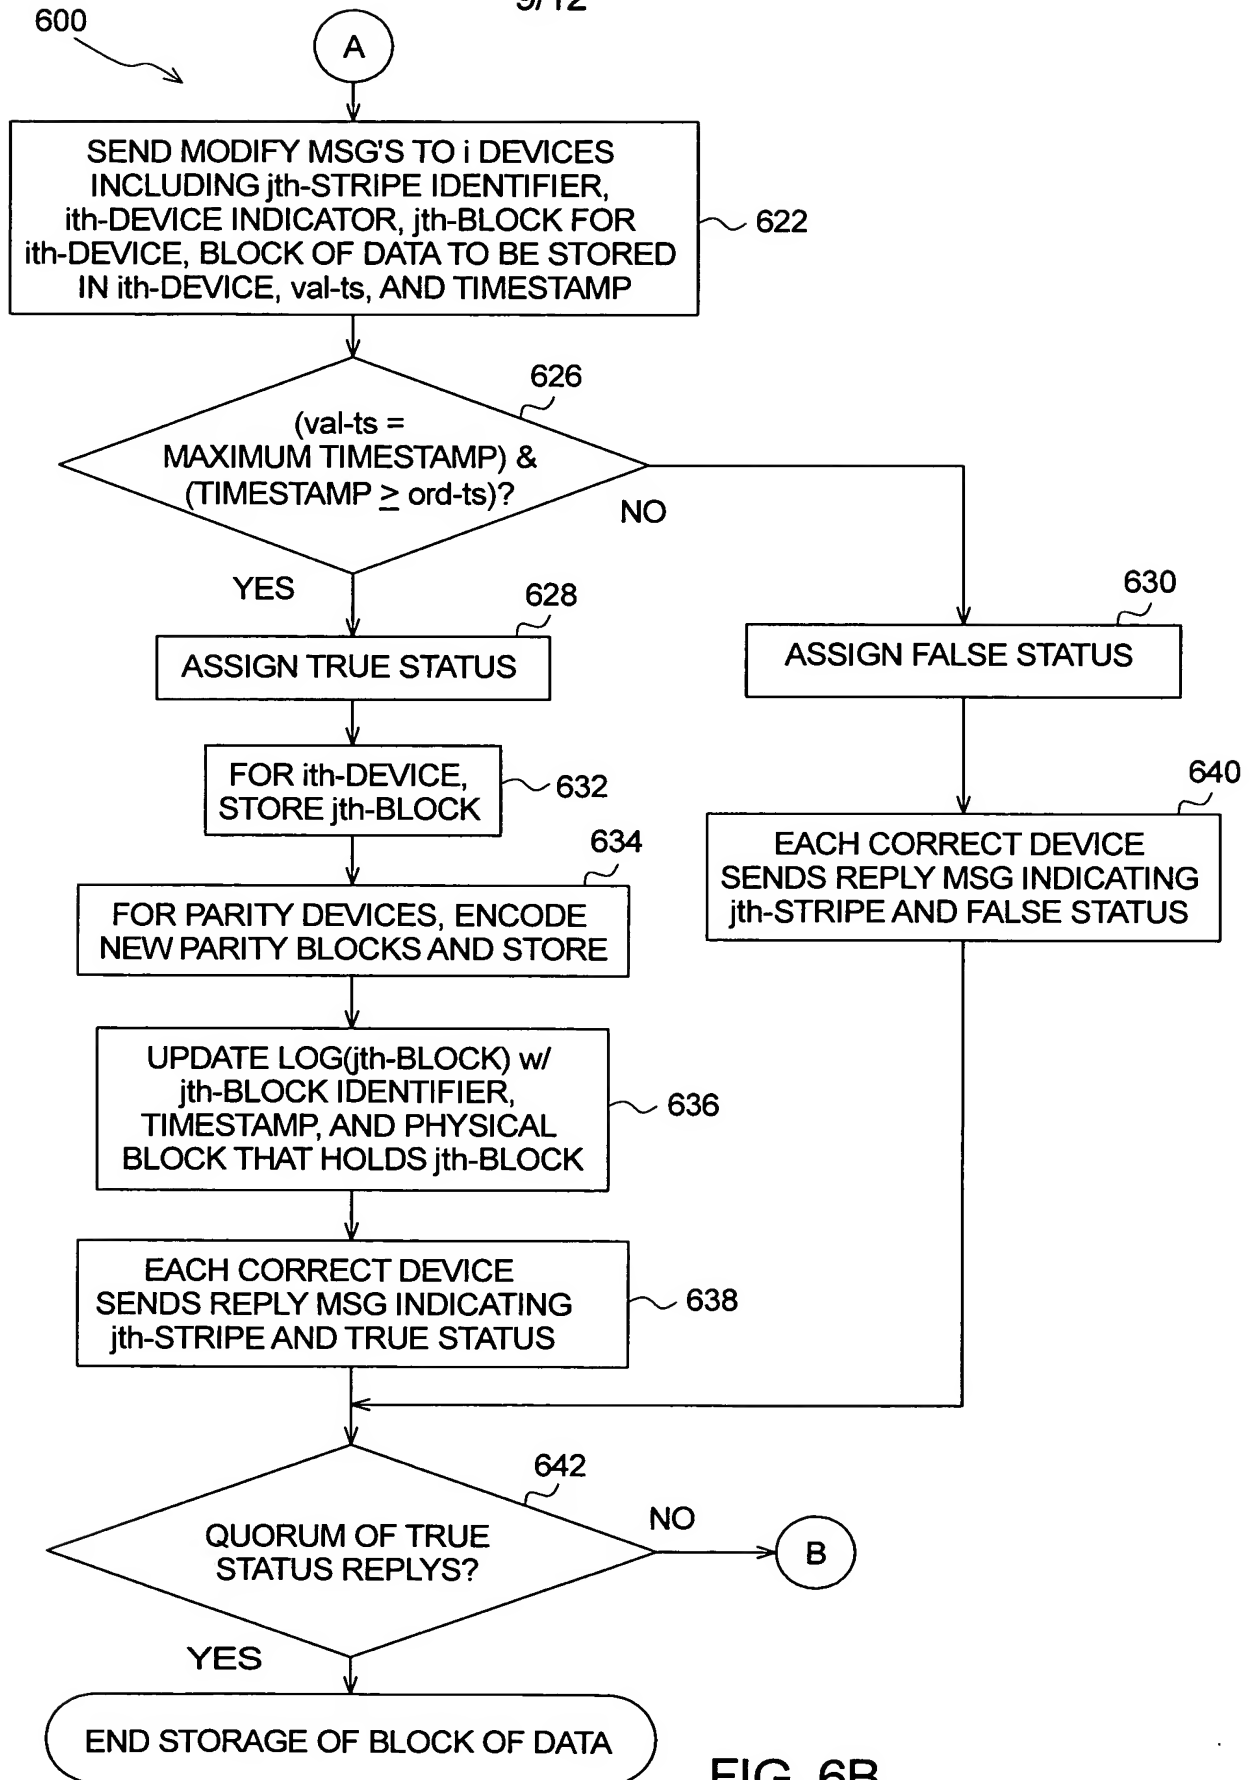 9/12
600
A
SEND MODIFY MSG'S TO i DEVICES
INCLUDING jth-STRIPE IDENTIFIER,
ith-DEVICE INDICATOR, jth-BLOCK FOR
ith-DEVICE, BLOCK OF DATA TO BE STORED
IN ith-DEVICE, val-ts, AND TIMESTAMP
622
626
(val-ts =
MAXIMUM TIMESTAMP) &
(TIMESTAMP ≥ ord-ts)?
NO
YES
628
630
ASSIGN TRUE STATUS
ASSIGN FALSE STATUS
FOR ith-DEVICE,
STORE jth-BLOCK
632
640
634
EACH CORRECT DEVICE
SENDS REPLY MSG INDICATING
jth-STRIPE AND FALSE STATUS
FOR PARITY DEVICES, ENCODE
NEW PARITY BLOCKS AND STORE
UPDATE LOG(jth-BLOCK) w/
jth-BLOCK IDENTIFIER,
TIMESTAMP, AND PHYSICAL
BLOCK THAT HOLDS jth-BLOCK
636
EACH CORRECT DEVICE
SENDS REPLY MSG INDICATING
jth-STRIPE AND TRUE STATUS
638
642
QUORUM OF TRUE
STATUS REPLYS?
NO
B
YES
END STORAGE OF BLOCK OF DATA
FIG. 6B